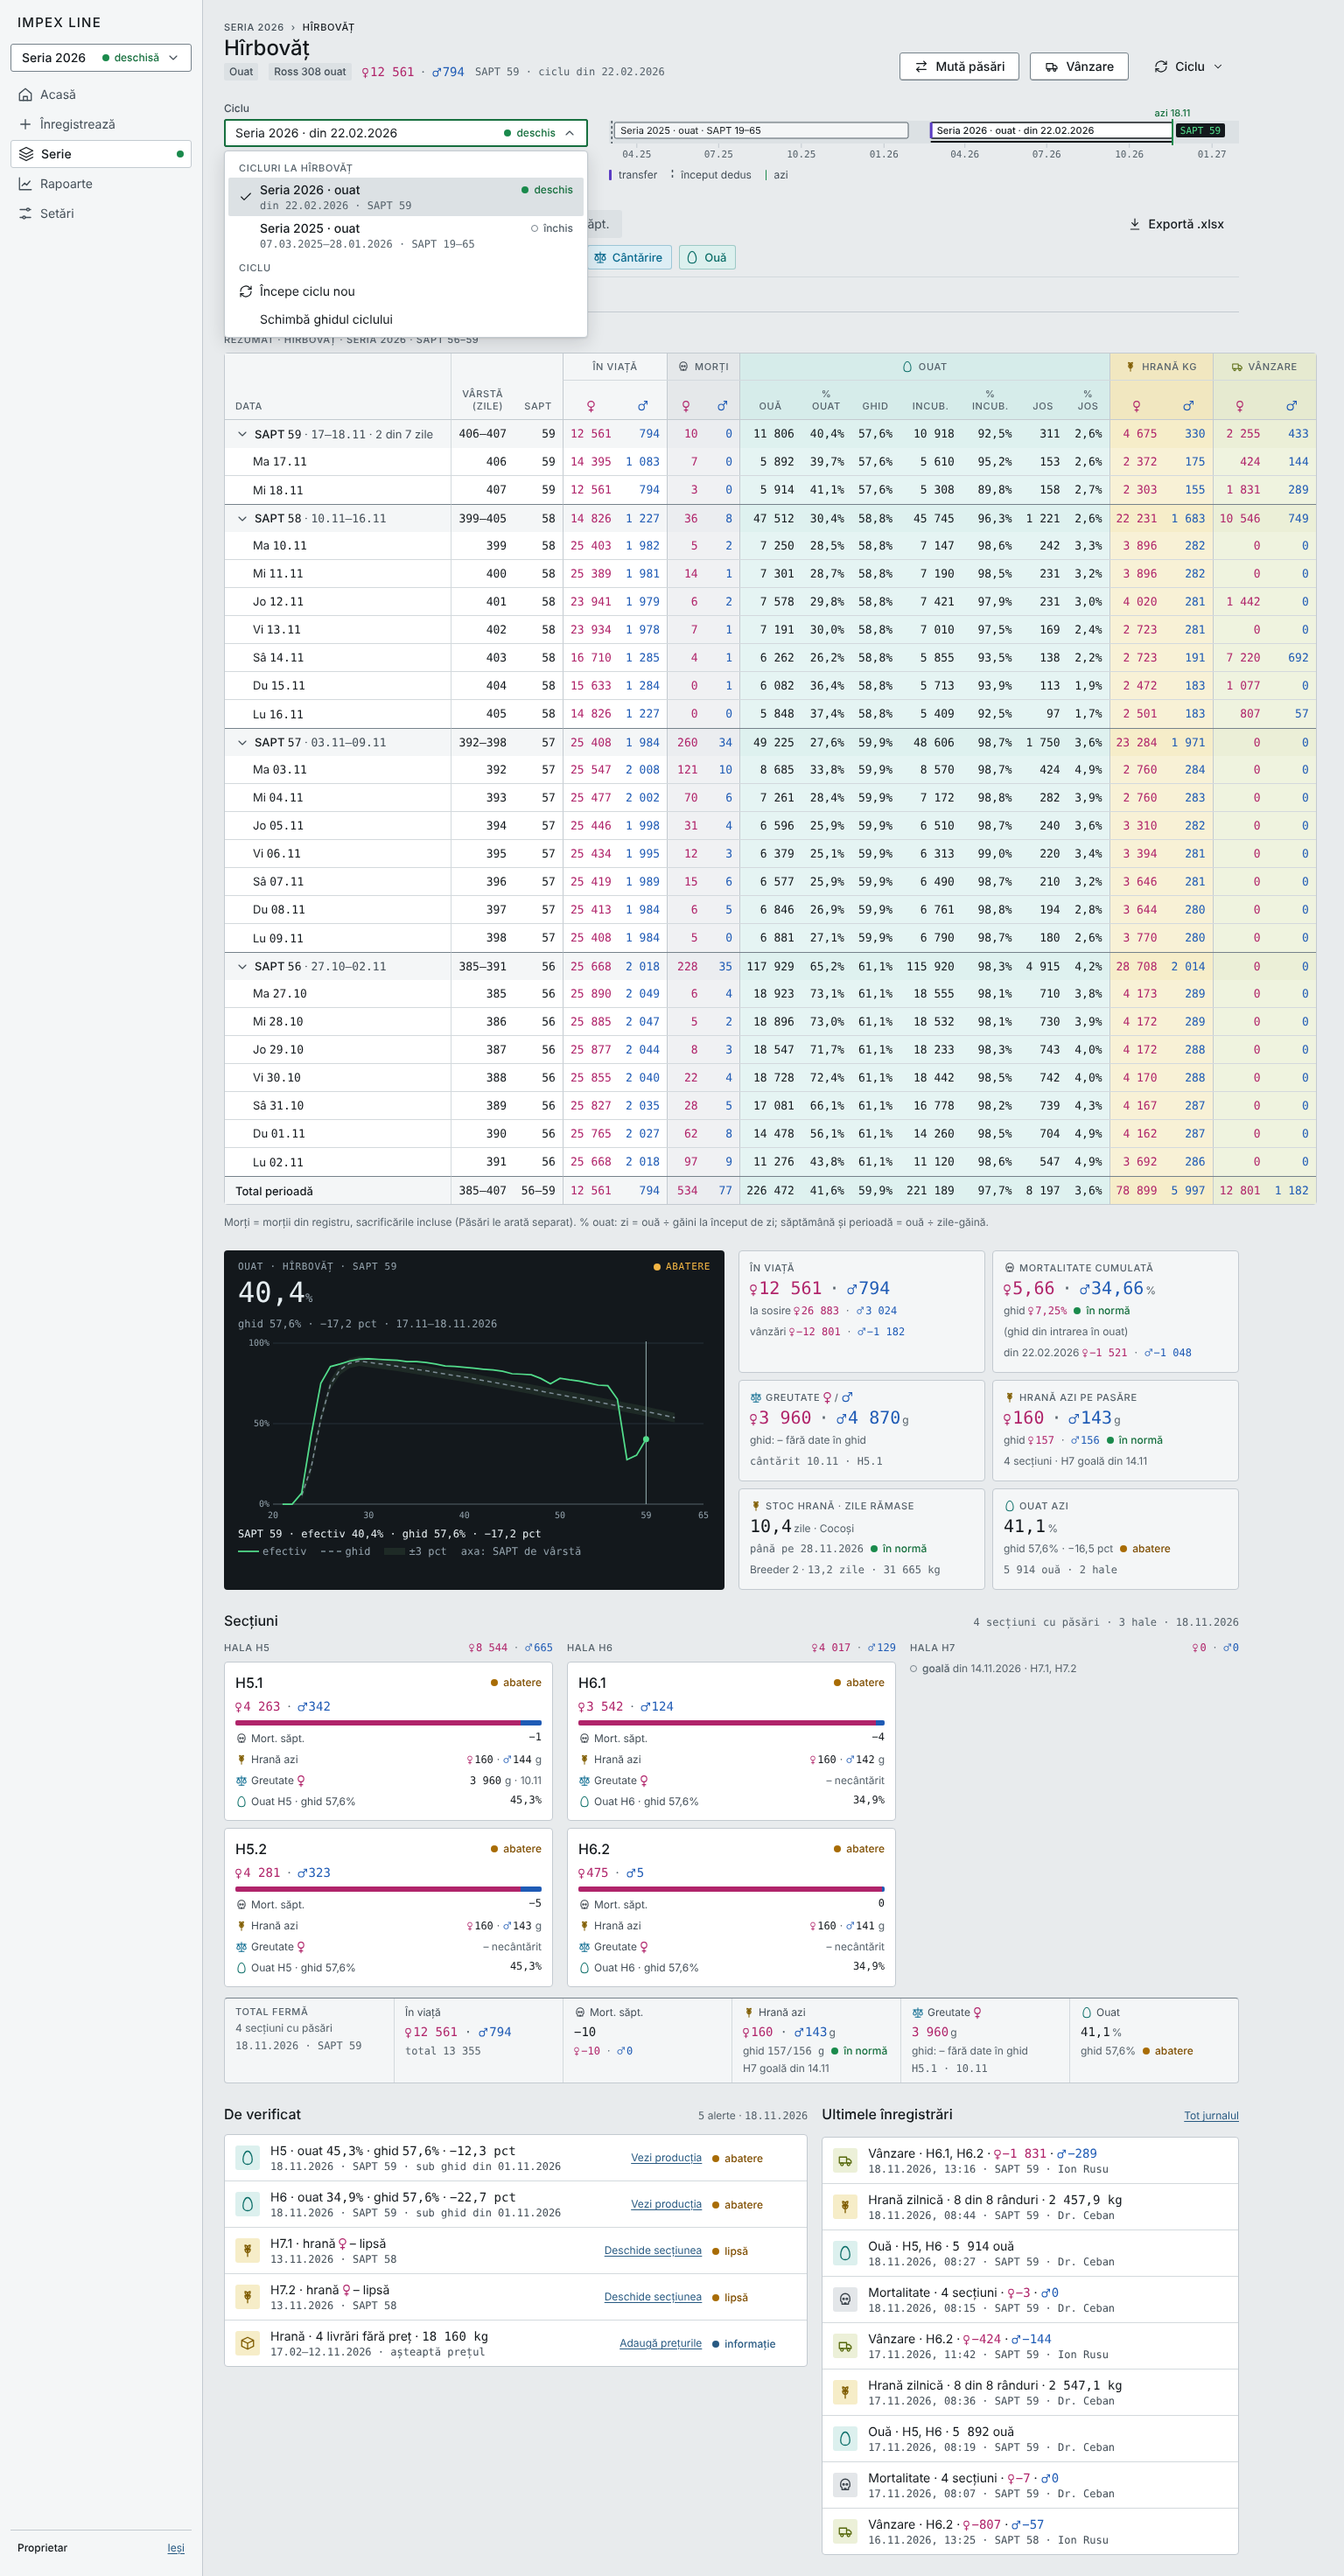 IMPEX LINE
Seria 2026 deschisă
Acasă
Înregistrează
Serie
Rapoarte
Setări
SERIA 2026 › HÎRBOVĂȚ
Hîrbovăț
Ouat Ross 308 ouat ♀12 561 · ♂794 SAPT 59 · ciclu din 22.02.2026
Mută păsări Vânzare Ciclu
Ciclu
Seria 2026 · din 22.02.2026 deschis
azi 18.11
Seria 2025 · ouat · SAPT 19–65 Seria 2026 · ouat · din 22.02.2026 SAPT 59
04.25 07.25 10.25 01.26 04.26 07.26 10.26 01.27
transfer început dedus azi
CICLURI LA HÎRBOVĂȚ
Seria 2026 · ouat deschis
din 22.02.2026 · SAPT 59
Seria 2025 · ouat închis
07.03.2025–28.01.2026 · SAPT 19–65
CICLU
Începe ciclu nou
Schimbă ghidul ciclului
ăpt.
Exportă .xlsx
Cântărire Ouă
REZUMAT · HÎRBOVĂȚ · SERIA 2026 · SAPT 56–59
ÎN VIAȚĂ MORȚI OUAT HRANĂ KG VÂNZARE
DATA VÂRSTĂ (ZILE) SAPT ♀ ♂ ♀ ♂ OUĂ % OUAT GHID INCUB. % INCUB. JOS % JOS ♀ ♂ ♀ ♂
SAPT 59 · 17–18.11 · 2 din 7 zile 406–407 59 12 561 794 10 0 11 806 40,4% 57,6% 10 918 92,5% 311 2,6% 4 675 330 2 255 433
Ma 17.11 406 59 14 395 1 083 7 0 5 892 39,7% 57,6% 5 610 95,2% 153 2,6% 2 372 175 424 144
Mi 18.11 407 59 12 561 794 3 0 5 914 41,1% 57,6% 5 308 89,8% 158 2,7% 2 303 155 1 831 289
SAPT 58 · 10.11–16.11 399–405 58 14 826 1 227 36 8 47 512 30,4% 58,8% 45 745 96,3% 1 221 2,6% 22 231 1 683 10 546 749
Ma 10.11 399 58 25 403 1 982 5 2 7 250 28,5% 58,8% 7 147 98,6% 242 3,3% 3 896 282 0 0
Mi 11.11 400 58 25 389 1 981 14 1 7 301 28,7% 58,8% 7 190 98,5% 231 3,2% 3 896 282 0 0
Jo 12.11 401 58 23 941 1 979 6 2 7 578 29,8% 58,8% 7 421 97,9% 231 3,0% 4 020 281 1 442 0
Vi 13.11 402 58 23 934 1 978 7 1 7 191 30,0% 58,8% 7 010 97,5% 169 2,4% 2 723 281 0 0
Sâ 14.11 403 58 16 710 1 285 4 1 6 262 26,2% 58,8% 5 855 93,5% 138 2,2% 2 723 191 7 220 692
Du 15.11 404 58 15 633 1 284 0 1 6 082 36,4% 58,8% 5 713 93,9% 113 1,9% 2 472 183 1 077 0
Lu 16.11 405 58 14 826 1 227 0 0 5 848 37,4% 58,8% 5 409 92,5% 97 1,7% 2 501 183 807 57
SAPT 57 · 03.11–09.11 392–398 57 25 408 1 984 260 34 49 225 27,6% 59,9% 48 606 98,7% 1 750 3,6% 23 284 1 971 0 0
Ma 03.11 392 57 25 547 2 008 121 10 8 685 33,8% 59,9% 8 570 98,7% 424 4,9% 2 760 284 0 0
Mi 04.11 393 57 25 477 2 002 70 6 7 261 28,4% 59,9% 7 172 98,8% 282 3,9% 2 760 283 0 0
Jo 05.11 394 57 25 446 1 998 31 4 6 596 25,9% 59,9% 6 510 98,7% 240 3,6% 3 310 282 0 0
Vi 06.11 395 57 25 434 1 995 12 3 6 379 25,1% 59,9% 6 313 99,0% 220 3,4% 3 394 281 0 0
Sâ 07.11 396 57 25 419 1 989 15 6 6 577 25,9% 59,9% 6 490 98,7% 210 3,2% 3 646 281 0 0
Du 08.11 397 57 25 413 1 984 6 5 6 846 26,9% 59,9% 6 761 98,8% 194 2,8% 3 644 280 0 0
Lu 09.11 398 57 25 408 1 984 5 0 6 881 27,1% 59,9% 6 790 98,7% 180 2,6% 3 770 280 0 0
SAPT 56 · 27.10–02.11 385–391 56 25 668 2 018 228 35 117 929 65,2% 61,1% 115 920 98,3% 4 915 4,2% 28 708 2 014 0 0
Ma 27.10 385 56 25 890 2 049 6 4 18 923 73,1% 61,1% 18 555 98,1% 710 3,8% 4 173 289 0 0
Mi 28.10 386 56 25 885 2 047 5 2 18 896 73,0% 61,1% 18 532 98,1% 730 3,9% 4 172 289 0 0
Jo 29.10 387 56 25 877 2 044 8 3 18 547 71,7% 61,1% 18 233 98,3% 743 4,0% 4 172 288 0 0
Vi 30.10 388 56 25 855 2 040 22 4 18 728 72,4% 61,1% 18 442 98,5% 742 4,0% 4 170 288 0 0
Sâ 31.10 389 56 25 827 2 035 28 5 17 081 66,1% 61,1% 16 778 98,2% 739 4,3% 4 167 287 0 0
Du 01.11 390 56 25 765 2 027 62 8 14 478 56,1% 61,1% 14 260 98,5% 704 4,9% 4 162 287 0 0
Lu 02.11 391 56 25 668 2 018 97 9 11 276 43,8% 61,1% 11 120 98,6% 547 4,9% 3 692 286 0 0
Total perioadă 385–407 56–59 12 561 794 534 77 226 472 41,6% 59,9% 221 189 97,7% 8 197 3,6% 78 899 5 997 12 801 1 182
Morți = morții din registru, sacrificările incluse (Păsări le arată separat). % ouat: zi = ouă ÷ găini la început de zi; săptămână și perioadă = ouă ÷ zile-găină.
OUAT · HÎRBOVĂȚ · SAPT 59 ABATERE
40,4%
ghid 57,6% · −17,2 pct · 17.11–18.11.2026
100%
50%
0%
20 30 40 50 59 65
SAPT 59 · efectiv 40,4% · ghid 57,6% · −17,2 pct
efectiv ghid ±3 pct axa: SAPT de vârstă
ÎN VIAȚĂ
♀12 561 · ♂794
la sosire ♀26 883 · ♂3 024
vânzări ♀−12 801 · ♂−1 182
MORTALITATE CUMULATĂ
♀5,66 · ♂34,66%
ghid ♀7,25% în normă
(ghid din intrarea în ouat)
din 22.02.2026 ♀−1 521 · ♂−1 048
GREUTATE ♀/♂
♀3 960 · ♂4 870g
ghid: – fără date în ghid
cântărit 10.11 · H5.1
HRANĂ AZI PE PASĂRE
♀160 · ♂143g
ghid ♀157 · ♂156 în normă
4 secțiuni · H7 goală din 14.11
STOC HRANĂ · ZILE RĂMASE
10,4 zile · Cocoși
până pe 28.11.2026 în normă
Breeder 2 · 13,2 zile · 31 665 kg
OUAT AZI
41,1%
ghid 57,6% · −16,5 pct abatere
5 914 ouă · 2 hale
Secțiuni 4 secțiuni cu păsări · 3 hale · 18.11.2026
HALA H5 ♀8 544 · ♂665
H5.1 abatere
♀4 263 · ♂342
Mort. săpt. −1
Hrană azi ♀160 · ♂144 g
Greutate ♀ 3 960 g · 10.11
Ouat H5 · ghid 57,6% 45,3%
H5.2 abatere
♀4 281 · ♂323
Mort. săpt. −5
Hrană azi ♀160 · ♂143 g
Greutate ♀ – necântărit
Ouat H5 · ghid 57,6% 45,3%
HALA H6 ♀4 017 · ♂129
H6.1 abatere
♀3 542 · ♂124
Mort. săpt. −4
Hrană azi ♀160 · ♂142 g
Greutate ♀ – necântărit
Ouat H6 · ghid 57,6% 34,9%
H6.2 abatere
♀475 · ♂5
Mort. săpt. 0
Hrană azi ♀160 · ♂141 g
Greutate ♀ – necântărit
Ouat H6 · ghid 57,6% 34,9%
HALA H7 ♀0 · ♂0
goală din 14.11.2026 · H7.1, H7.2
TOTAL FERMĂ
4 secțiuni cu păsări
18.11.2026 · SAPT 59
În viață
♀12 561 · ♂794
total 13 355
Mort. săpt.
−10
♀−10 · ♂0
Hrană azi
♀160 · ♂143g
ghid 157/156 g în normă
H7 goală din 14.11
Greutate ♀
3 960g
ghid: – fără date în ghid
H5.1 · 10.11
Ouat
41,1%
ghid 57,6% abatere
De verificat 5 alerte · 18.11.2026
H5 · ouat 45,3% · ghid 57,6% · −12,3 pct
18.11.2026 · SAPT 59 · sub ghid din 01.11.2026
Vezi producția abatere
H6 · ouat 34,9% · ghid 57,6% · −22,7 pct
18.11.2026 · SAPT 59 · sub ghid din 01.11.2026
Vezi producția abatere
H7.1 · hrană ♀ – lipsă
13.11.2026 · SAPT 58
Deschide secțiunea lipsă
H7.2 · hrană ♀ – lipsă
13.11.2026 · SAPT 58
Deschide secțiunea lipsă
Hrană · 4 livrări fără preț · 18 160 kg
17.02–12.11.2026 · așteaptă prețul
Adaugă prețurile informație
Ultimele înregistrări Tot jurnalul
Vânzare · H6.1, H6.2 · ♀−1 831 · ♂−289
18.11.2026, 13:16 · SAPT 59 · Ion Rusu
Hrană zilnică · 8 din 8 rânduri · 2 457,9 kg
18.11.2026, 08:44 · SAPT 59 · Dr. Ceban
Ouă · H5, H6 · 5 914 ouă
18.11.2026, 08:27 · SAPT 59 · Dr. Ceban
Mortalitate · 4 secțiuni · ♀−3 · ♂0
18.11.2026, 08:15 · SAPT 59 · Dr. Ceban
Vânzare · H6.2 · ♀−424 · ♂−144
17.11.2026, 11:42 · SAPT 59 · Ion Rusu
Hrană zilnică · 8 din 8 rânduri · 2 547,1 kg
17.11.2026, 08:36 · SAPT 59 · Dr. Ceban
Ouă · H5, H6 · 5 892 ouă
17.11.2026, 08:19 · SAPT 59 · Dr. Ceban
Mortalitate · 4 secțiuni · ♀−7 · ♂0
17.11.2026, 08:07 · SAPT 59 · Dr. Ceban
Vânzare · H6.2 · ♀−807 · ♂−57
16.11.2026, 13:25 · SAPT 58 · Ion Rusu
Proprietar Ieși